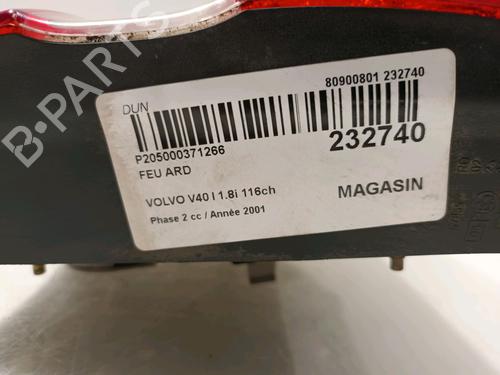 80900801 232740
DUN
P205000371266
232740
FEU ARD
VOLVO V40 I 1.8i 116ch
MAGASIN
Phase 2 cc / Année 2001
B-PARTS